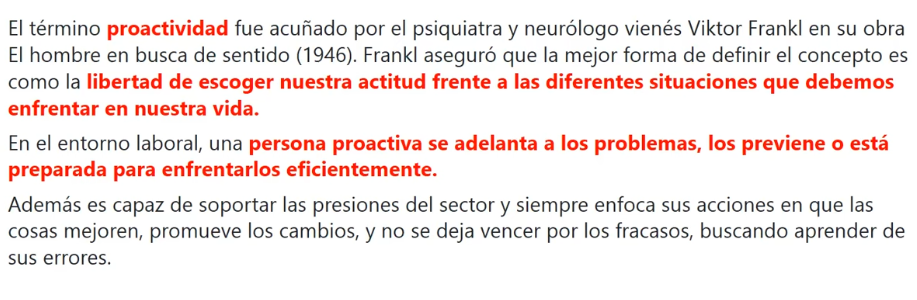 El término proactividad fue acuñado por el psiquiatra y neurólogo vienés Viktor Frankl en su obra
El hombre en busca de sentido (1946). Frankl aseguró que la mejor forma de definir el concepto es
como la libertad de escoger nuestra actitud frente a las diferentes situaciones que debemos
enfrentar en nuestra vida.
En el entorno laboral, una persona proactiva se adelanta a los problemas, los previene o está
preparada para enfrentarlos eficientemente.
Además es capaz de soportar las presiones del sector y siempre enfoca sus acciones en que las
cosas mejoren, promueve los cambios, y no se deja vencer por los fracasos, buscando aprender de
sus errores.